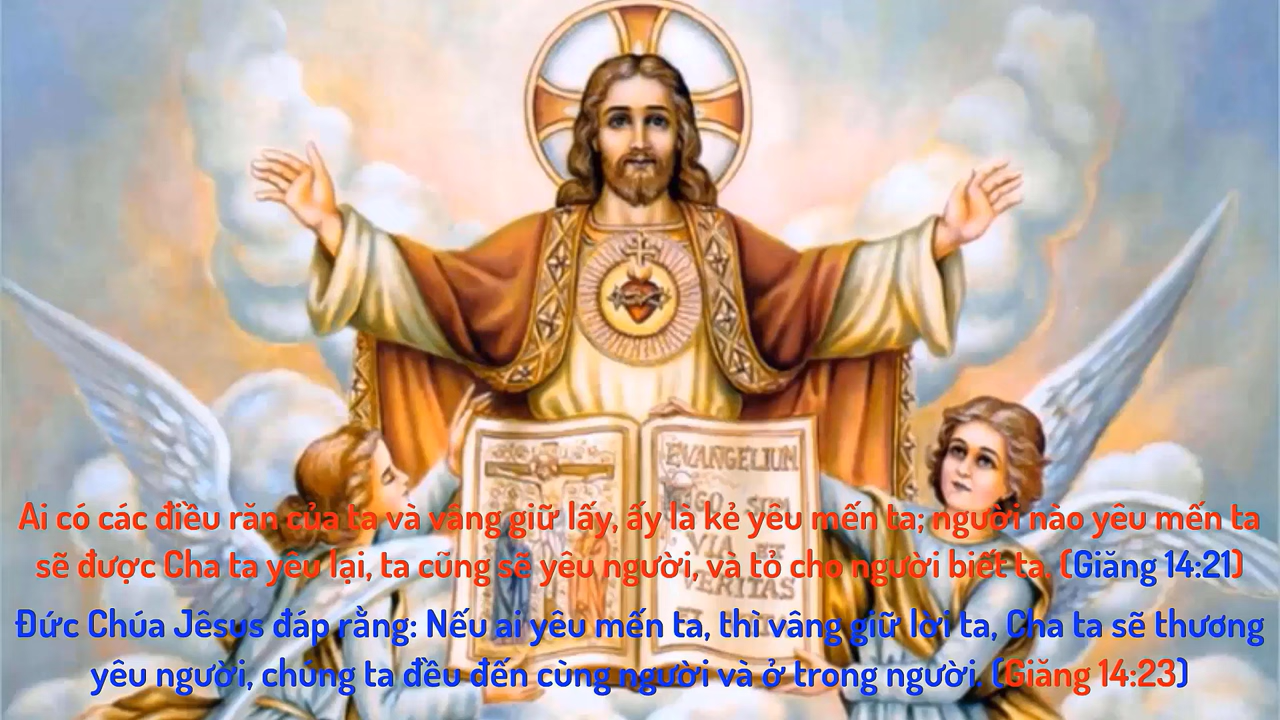 EVANGELIUM
EGO SUM
VIA ET
VERITAS
Ai có các điều răn của ta và vâng giữ lấy, ấy là kẻ yêu mến ta; người nào yêu mến ta
sẽ được Cha ta yêu lại, ta cũng sẽ yêu người, và tỏ cho người biết ta. (Giăng 14:21)
Đức Chúa Jêsus đáp rằng: Nếu ai yêu mến ta, thì vâng giữ lời ta, Cha ta sẽ thương
yêu người, chúng ta đều đến cùng người và ở trong người. (Giăng 14:23)